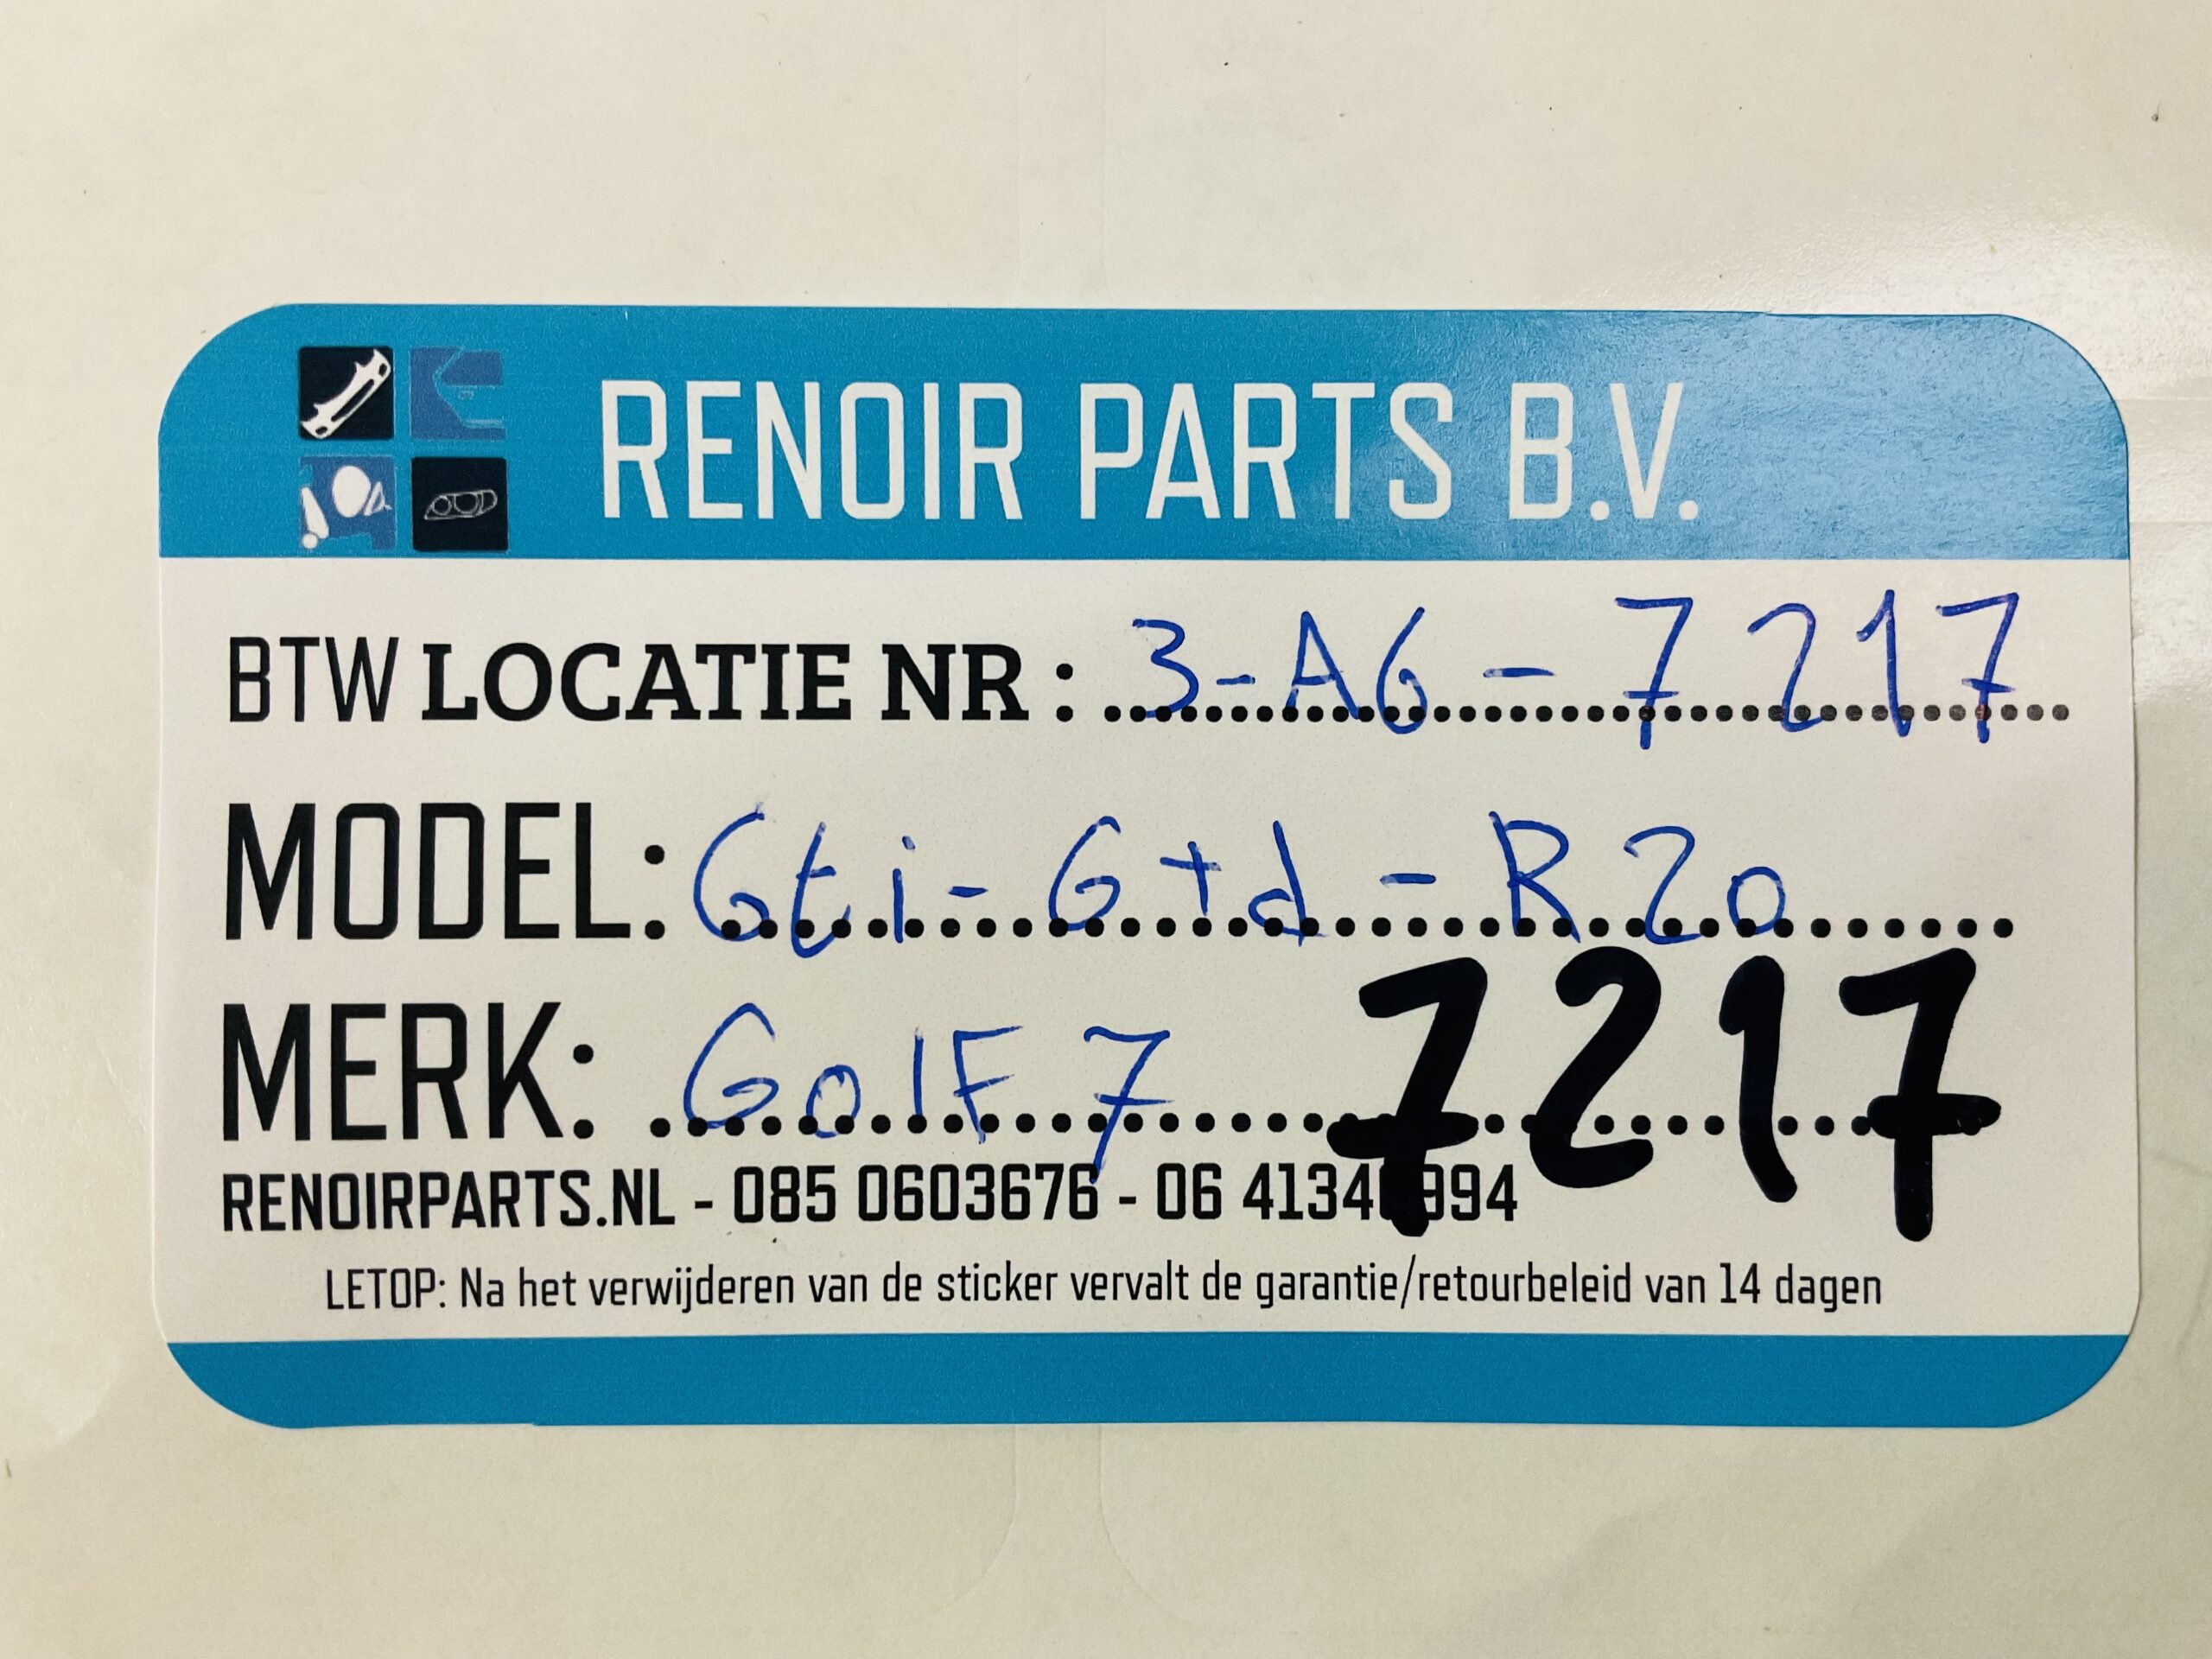 RENOIR PARTS B.V.
BTW LOCATIE NR : 3-A6-7217
MODEL: Gti-Gtd-R20
MERK: Golf 7 7217
RENOIRPARTS.NL - 085 0603676 - 06
LETOP: Na het verwijderen van de sticker vervalt de garantie/retourbeleid van 14 dagen